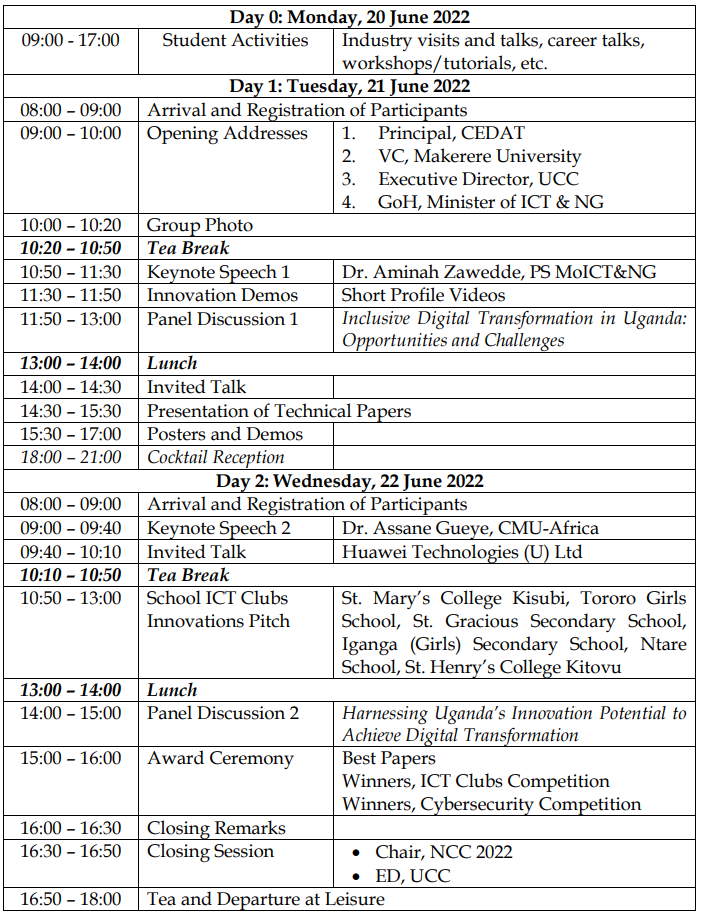 Day 0: Monday, 20 June 2022
09:00 - 17:00 Student Activities Industry visits and talks, career talks,
workshops/tutorials, etc.
Day 1: Tuesday, 21 June 2022
08:00 – 09:00 Arrival and Registration of Participants
09:00 – 10:00 Opening Addresses 1. Principal, CEDAT
2. VC, Makerere University
3. Executive Director, UCC
4. GoH, Minister of ICT & NG
10:00 – 10:20 Group Photo
10:20 – 10:50 Tea Break
10:50 – 11:30 Keynote Speech 1 Dr. Aminah Zawedde, PS MoICT&NG
11:30 – 11:50 Innovation Demos Short Profile Videos
11:50 – 13:00 Panel Discussion 1 Inclusive Digital Transformation in Uganda:
Opportunities and Challenges
13:00 – 14:00 Lunch
14:00 – 14:30 Invited Talk
14:30 – 15:30 Presentation of Technical Papers
15:30 – 17:00 Posters and Demos
18:00 – 21:00 Cocktail Reception
Day 2: Wednesday, 22 June 2022
08:00 – 09:00 Arrival and Registration of Participants
09:00 – 09:40 Keynote Speech 2 Dr. Assane Gueye, CMU-Africa
09:40 – 10:10 Invited Talk Huawei Technologies (U) Ltd
10:10 – 10:50 Tea Break
10:50 – 13:00 School ICT Clubs St. Mary’s College Kisubi, Tororo Girls
Innovations Pitch School, St. Gracious Secondary School,
Iganga (Girls) Secondary School, Ntare
School, St. Henry’s College Kitovu
13:00 – 14:00 Lunch
14:00 – 15:00 Panel Discussion 2 Harnessing Uganda’s Innovation Potential to
Achieve Digital Transformation
15:00 – 16:00 Award Ceremony Best Papers
Winners, ICT Clubs Competition
Winners, Cybersecurity Competition
16:00 – 16:30 Closing Remarks
16:30 – 16:50 Closing Session • Chair, NCC 2022
• ED, UCC
16:50 – 18:00 Tea and Departure at Leisure